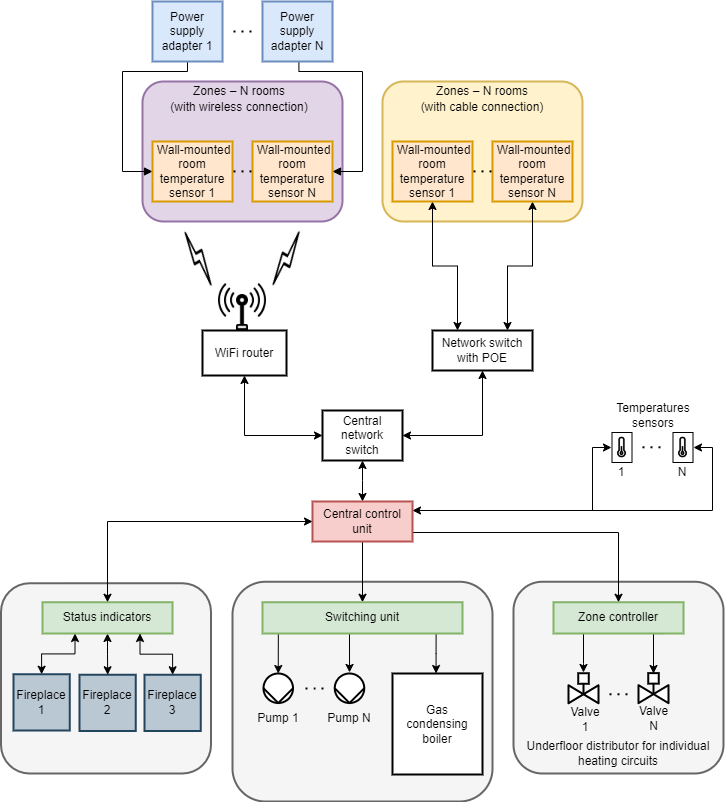 Power
supply
adapter 1
. . .
Power
supply
adapter N
Zones – N rooms
(with wireless connection)
Wall-mounted
room
temperature
sensor 1
. . .
Wall-mounted
room
temperature
sensor N
Zones – N rooms
(with cable connection)
Wall-mounted
room
temperature
sensor 1
. . .
Wall-mounted
room
temperature
sensor N
WiFi router
Network switch
with POE
Central
network
switch
Temperatures
sensors
. . .
1
N
Central control
unit
Status indicators
Fireplace
1
Fireplace
2
Fireplace
3
Switching unit
. . .
Pump 1
Pump N
Gas
condensing
boiler
Zone controller
. . .
Valve
1
Valve
N
Underfloor distributor for individual
heating circuits